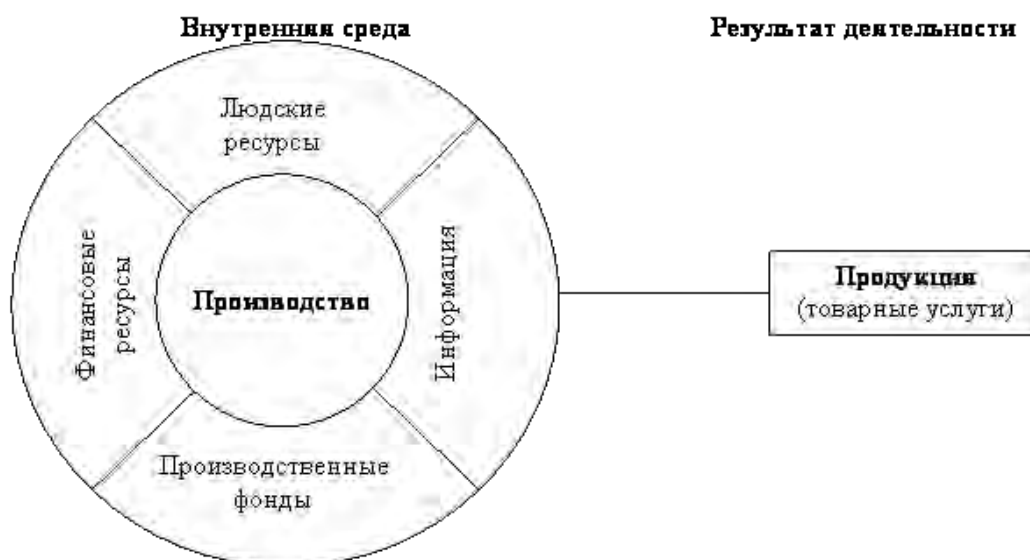 Внутренняя среда
Результат деятельности
Людские
ресурсы
Финансовые
ресурсы
Производство
Информация
Продукция
(товарные услуги)
Производственные
фонды